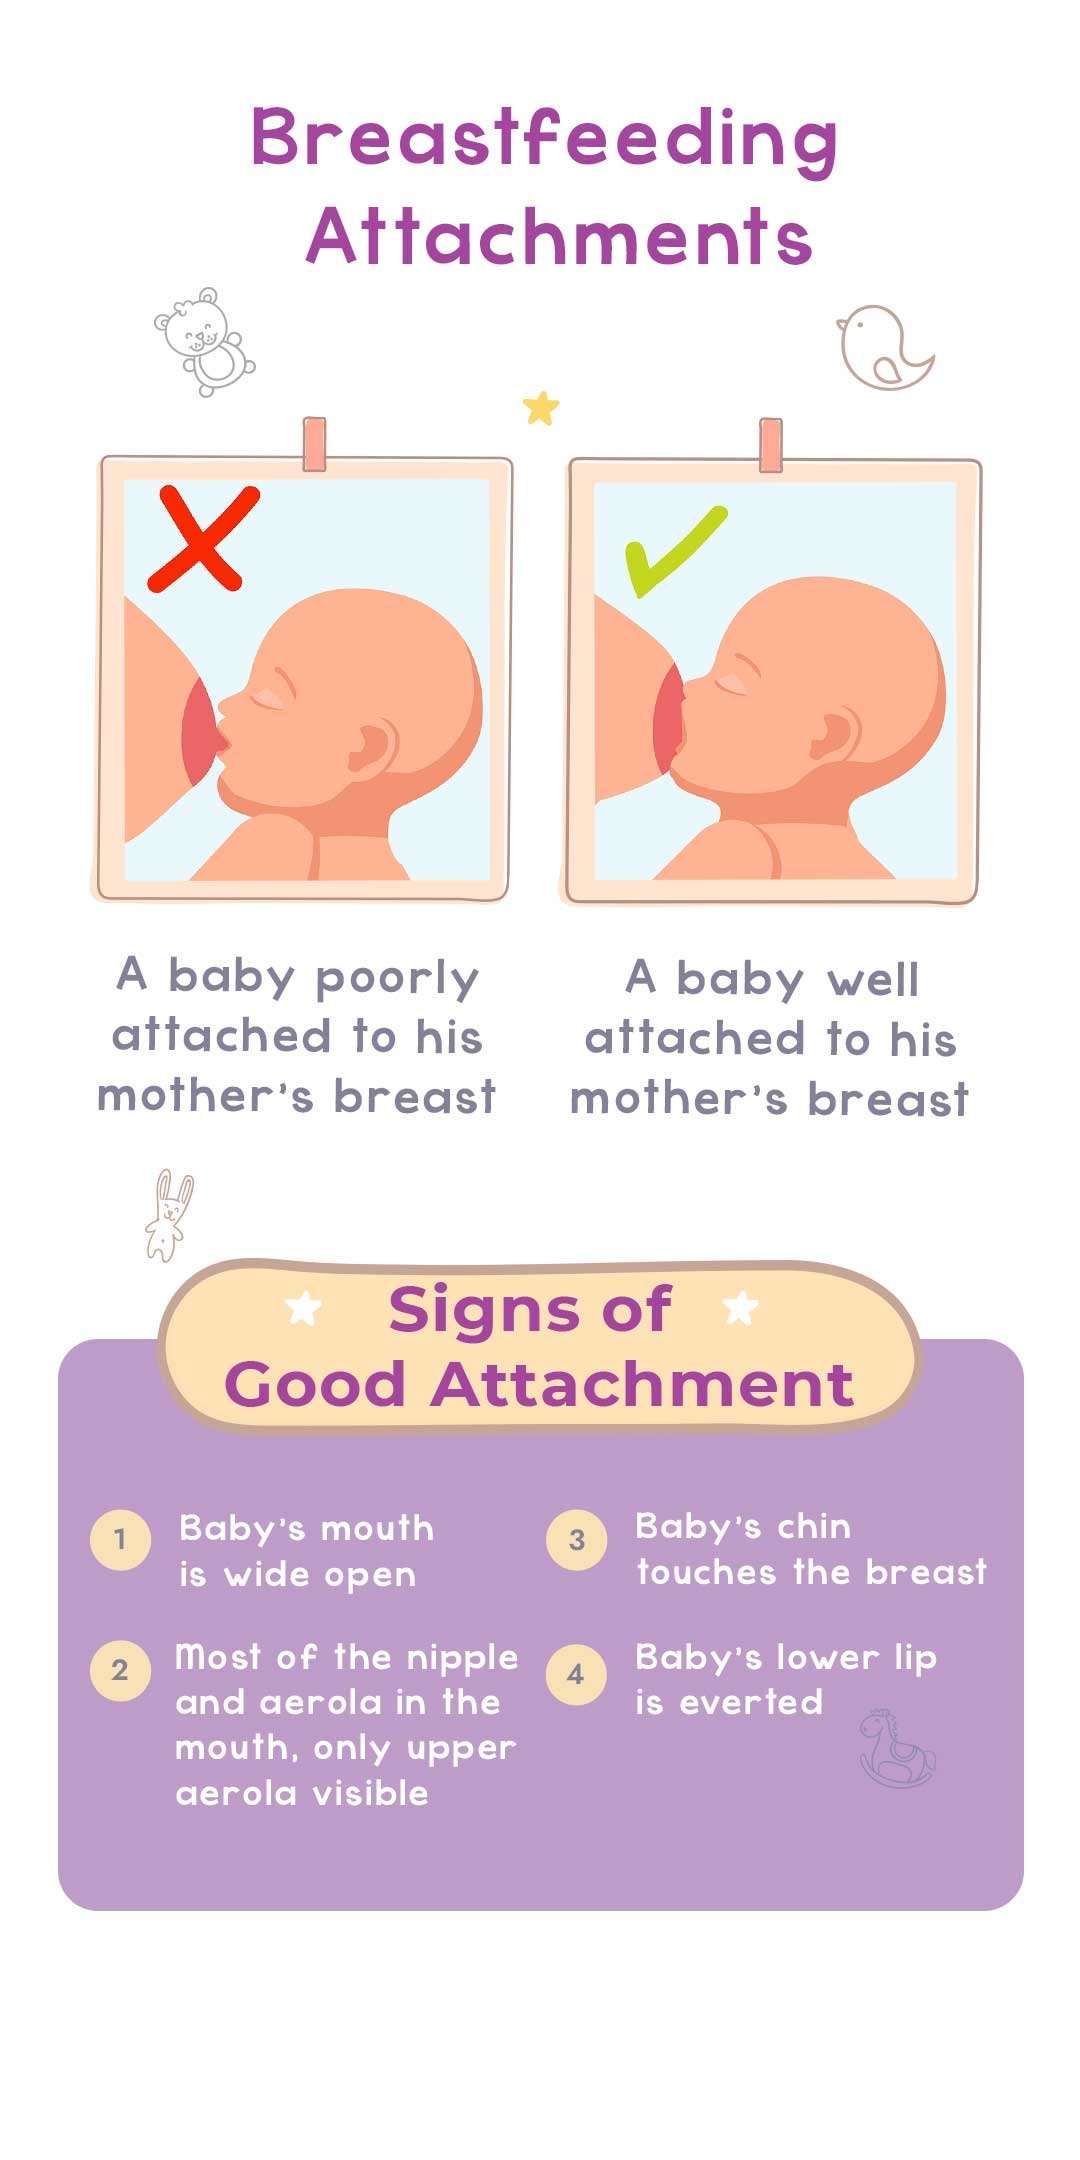 Breastfeeding
Attachments
A baby poorly
attached to his
mother's breast
A baby well
attached to his
mother's breast
Signs of
Good Attachment
1
Baby's mouth
is wide open
2
Most of the nipple
and aerola in the
mouth, only upper
aerola visible
3
Baby's chin
touches the breast
4
Baby's lower lip
is everted